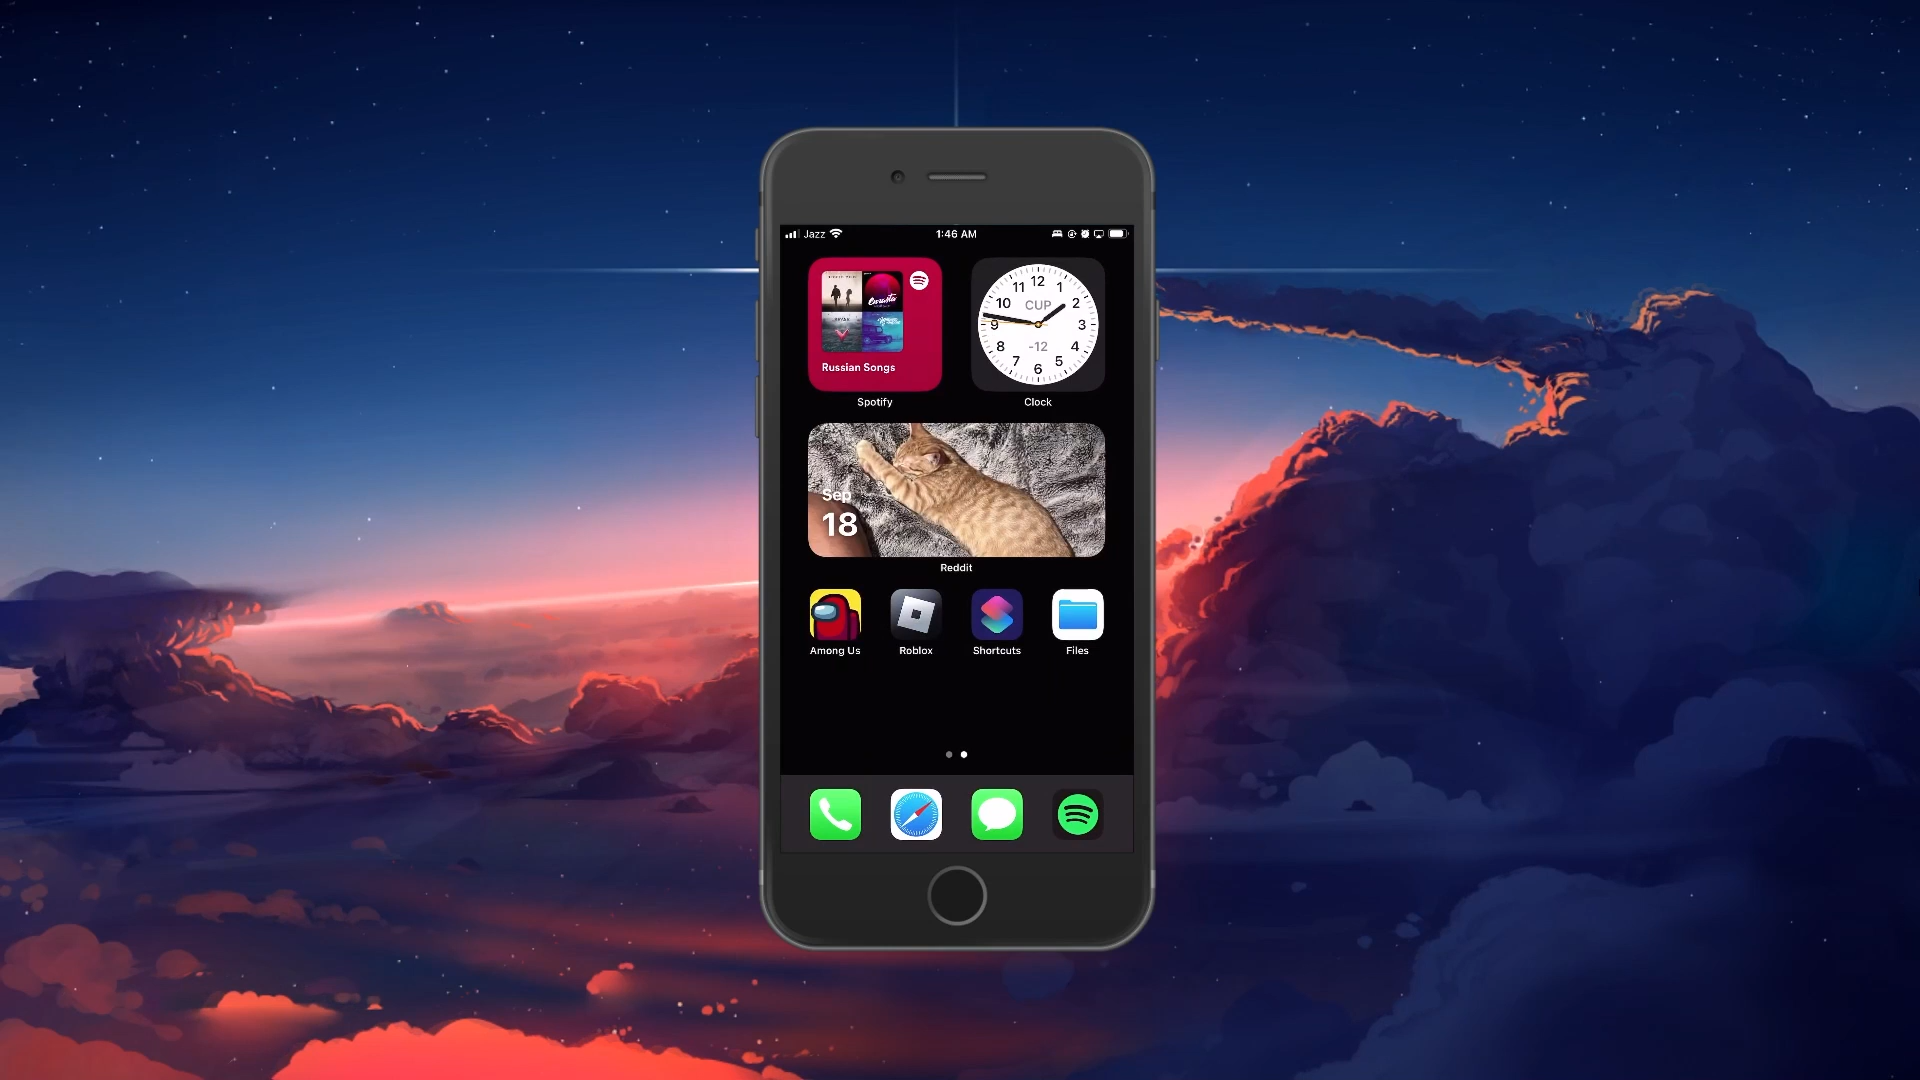 Jazz
1:46 AM
Russian Songs
Spotify
12
11
1
10
CUP
2
9
3
8
-12
4
7
5
6
Clock
Sep
18
Reddit
Among Us
Roblox
Shortcuts
Files